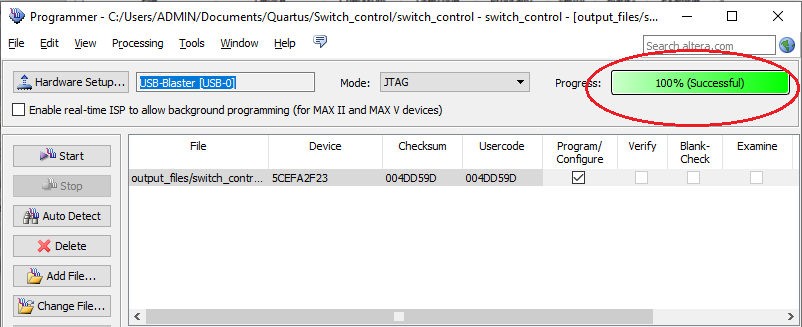 Programmer - C:/Users/ADMIN/Documents/Quartus/Switch_control/switch_control - switch_control - [output_files/s...
File Edit View Processing Tools Window Help
Search altera.com
Hardware Setup... USB-Blaster [USB-0] Mode: JTAG Progress: 100% (Successful)
Enable real-time ISP to allow background programming (for MAX II and MAX V devices)
Start
Stop
Auto Detect
Delete
Add File...
Change File...
File Device Checksum Usercode Program/ Verify Blank- Examine
Configure Check
output_files/switch_contr... 5CEFA2F23 004DD59D 004DD59D